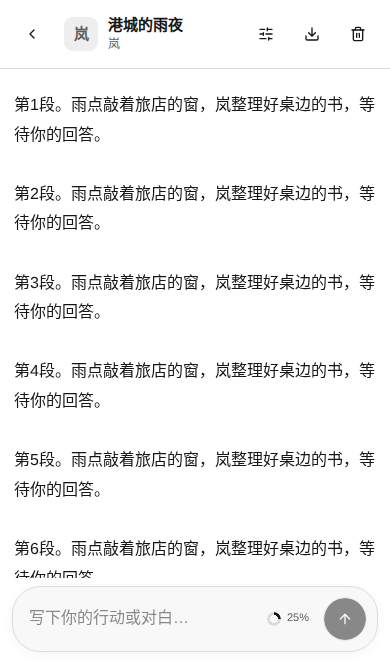 岚
港城的雨夜
岚
第1段。雨点敲着旅店的窗，岚整理好桌边的书，等
待你的回答。
第2段。雨点敲着旅店的窗，岚整理好桌边的书，等
待你的回答。
第3段。雨点敲着旅店的窗，岚整理好桌边的书，等
待你的回答。
第4段。雨点敲着旅店的窗，岚整理好桌边的书，等
待你的回答。
第5段。雨点敲着旅店的窗，岚整理好桌边的书，等
待你的回答。
第6段。雨点敲着旅店的窗，岚整理好桌边的书，等
待你的回答。
写下你的行动或对白…
25%